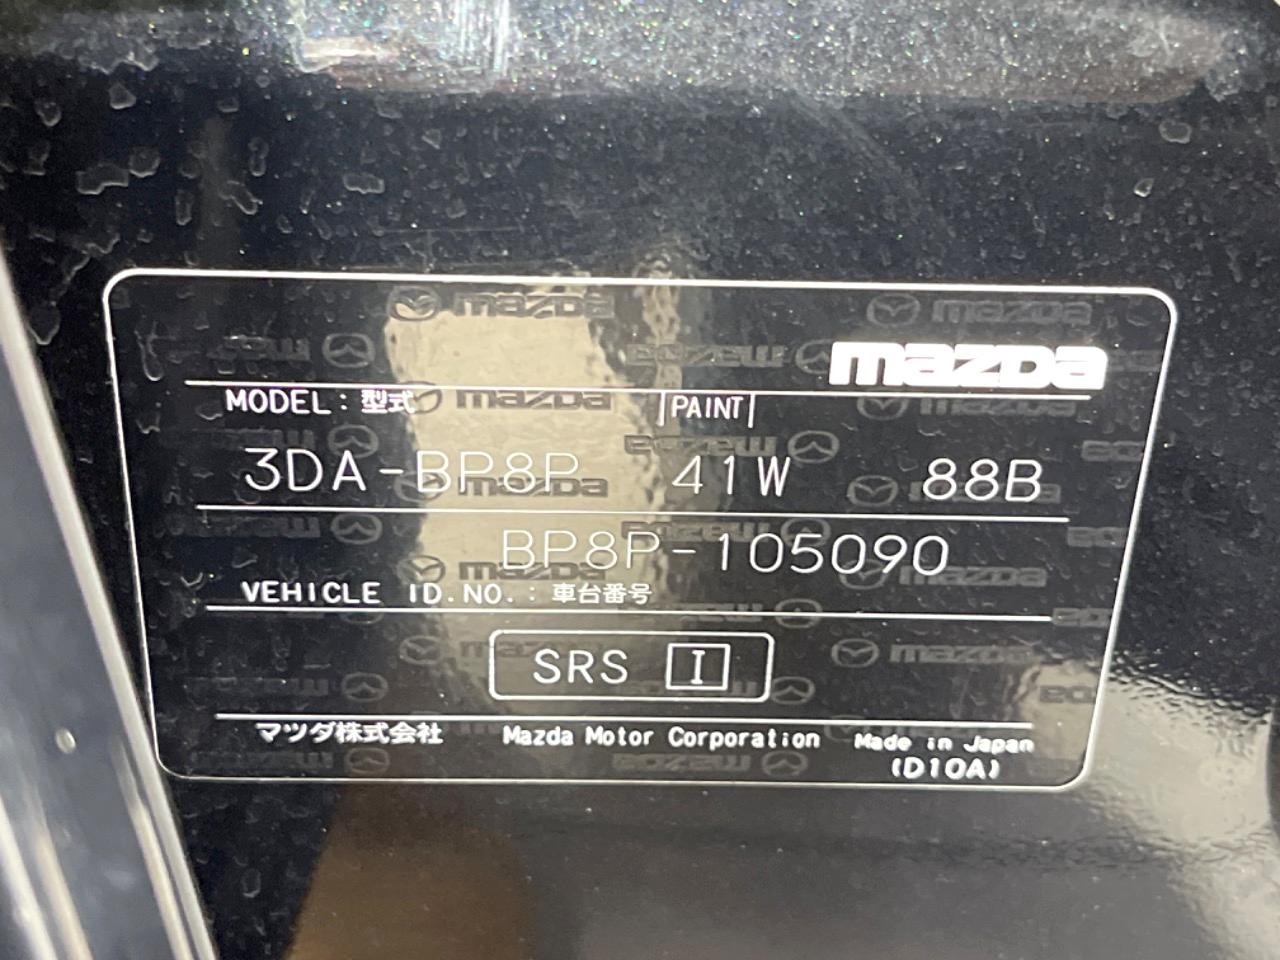 mazda
MODEL : 型式 PAINT
3DA-BP8P 41W 88B
BP8P-105090
VEHICLE ID.NO. : 車台番号
SRS I
マツダ株式会社 Mazda Motor Corporation Made in Japan
(D10A)